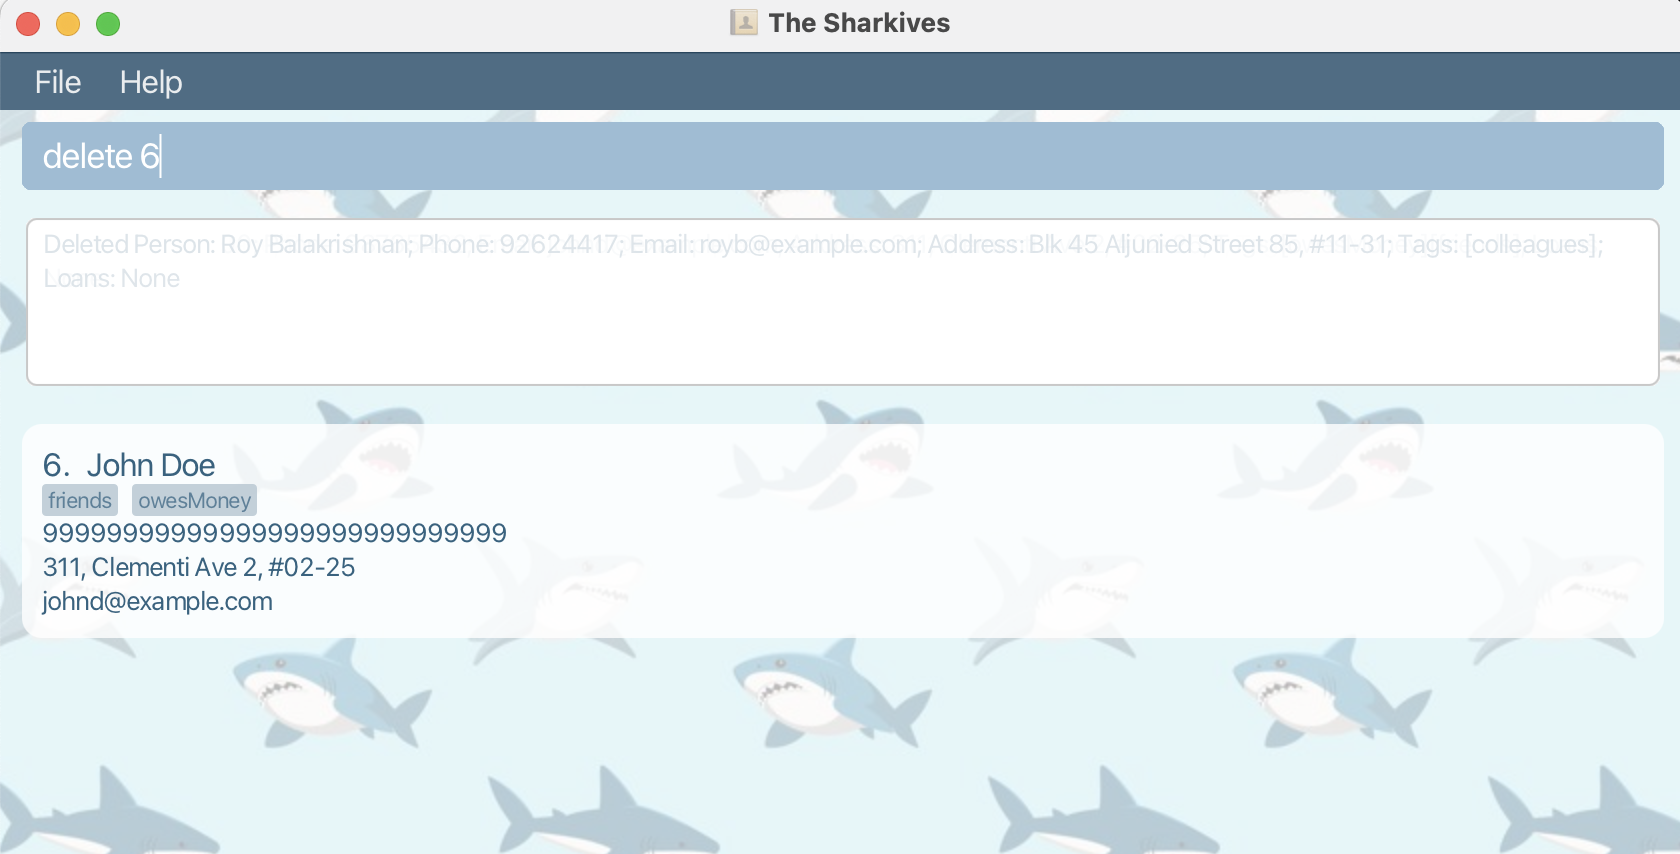 The Sharkives
File Help
delete 6
Deleted Person: Roy Balakrishnan; Phone: 92624417; Email: royb@example.com; Address: Blk 45 Aljunied Street 85, #11-31; Tags: [colleagues];
Loans: None
6. John Doe
friends owesMoney
99999999999999999999999999999
311, Clementi Ave 2, #02-25
johnd@example.com